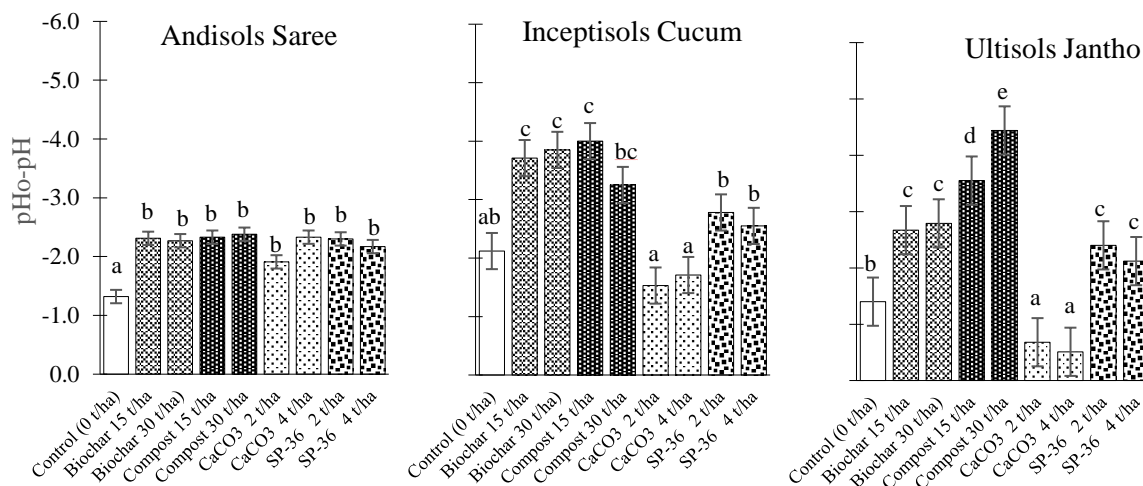 pHo-pH
-6.0
-5.0
-4.0
-3.0
-2.0
-1.0
0.0
Andisols Saree
a
b
b
b
b
b
b
b
b
Control (0 t/ha)
Biochar 15 t/ha
Biochar 30 t/ha)
Compost 15 t/ha
Compost 30 t/ha
CaCO3 2 t/ha
CaCO3 4 t/ha
SP-36 2 t/ha
SP-36 4 t/ha
Inceptisols Cucum
ab
c
c
c
bc
a
a
b
b
Control (0 t/ha)
Biochar 15 t/ha
Biochar 30 t/ha)
Compost 15 t/ha
Compost 30 t/ha
CaCO3 2 t/ha
CaCO3 4 t/ha
SP-36 2 t/ha
SP-36 4 t/ha
Ultisols Jantho
b
c
c
d
e
a
a
c
c
Control (0 t/ha)
Biochar 15 t/ha
Biochar 30 t/ha)
Compost 15 t/ha
Compost 30 t/ha
CaCO3 2 t/ha
CaCO3 4 t/ha
SP-36 2 t/ha
SP-36 4 t/ha